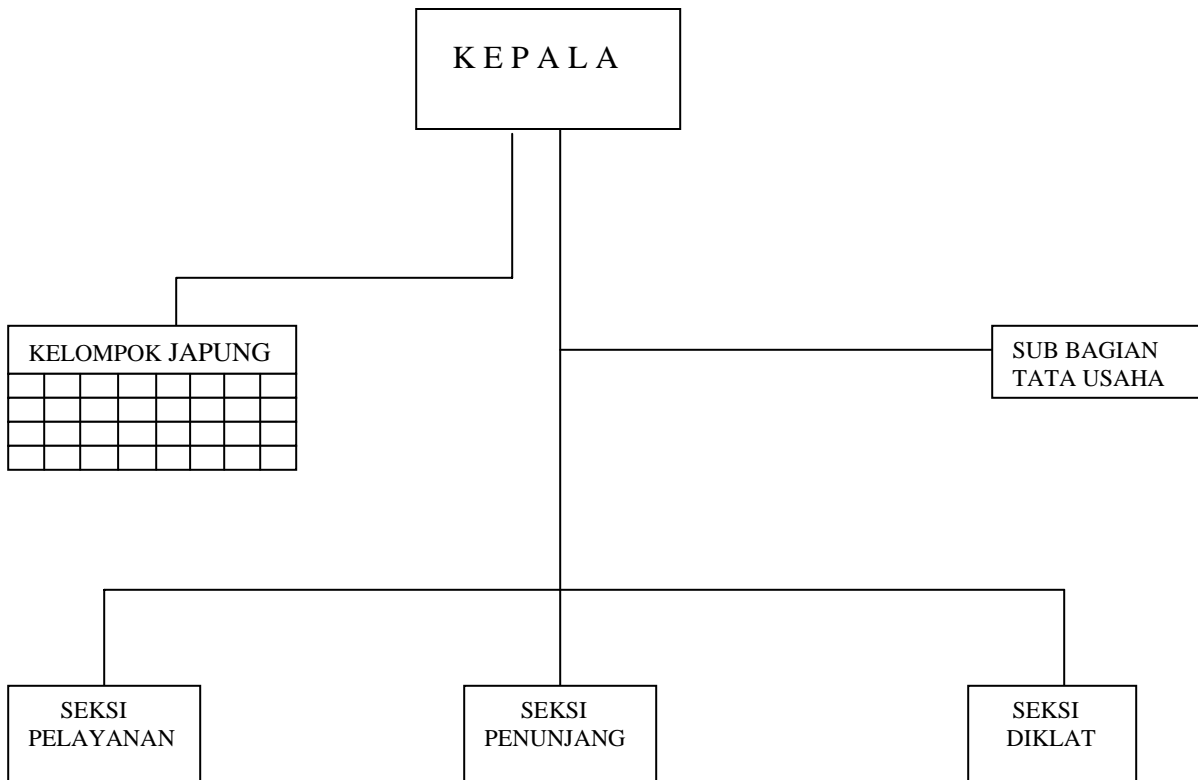 K E P A L A
KELOMPOK JAPUNG
SUB BAGIAN
TATA USAHA
SEKSI
PELAYANAN
SEKSI
PENUNJANG
SEKSI
DIKLAT